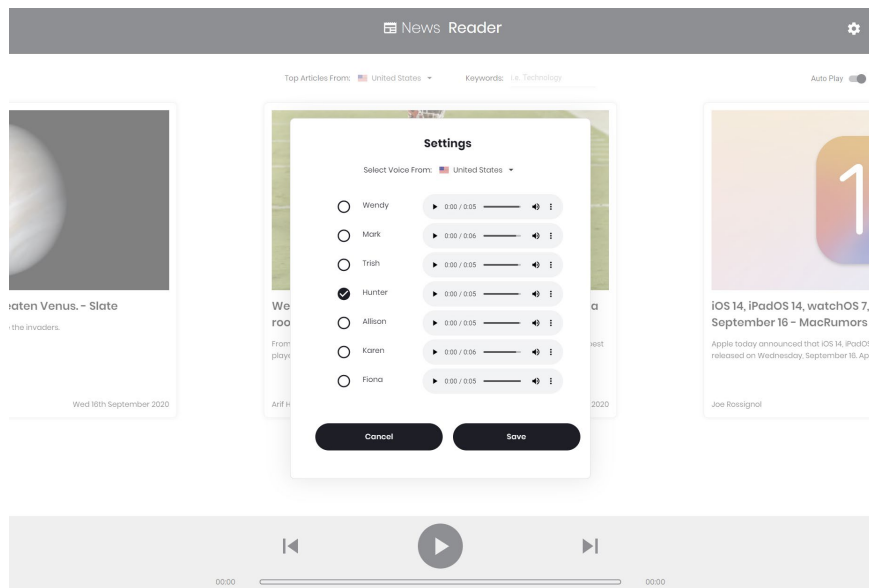 News Reader
Top Articles From: United States Keywords: i.e. Technology Auto Play
Settings
Select Voice From: United States
Wendy 0:00 / 0:05
Mark 0:00 / 0:06
Trish 0:00 / 0:05
Hunter 0:00 / 0:05
Allison 0:00 / 0:05
Karen 0:00 / 0:06
Fiona 0:00 / 0:05
Cancel Save
eaten Venus. - Slate
the invaders.
Wed 16th September 2020
We
roo
From
playe
Arif H
a
est
2020
1
iOS 14, iPadOS 14, watchOS 7,
September 16 - MacRumors
Apple today announced that iOS 14, iPadOS
released on Wednesday, September 16. Ap
Joe Rossignol
00:00 00:00